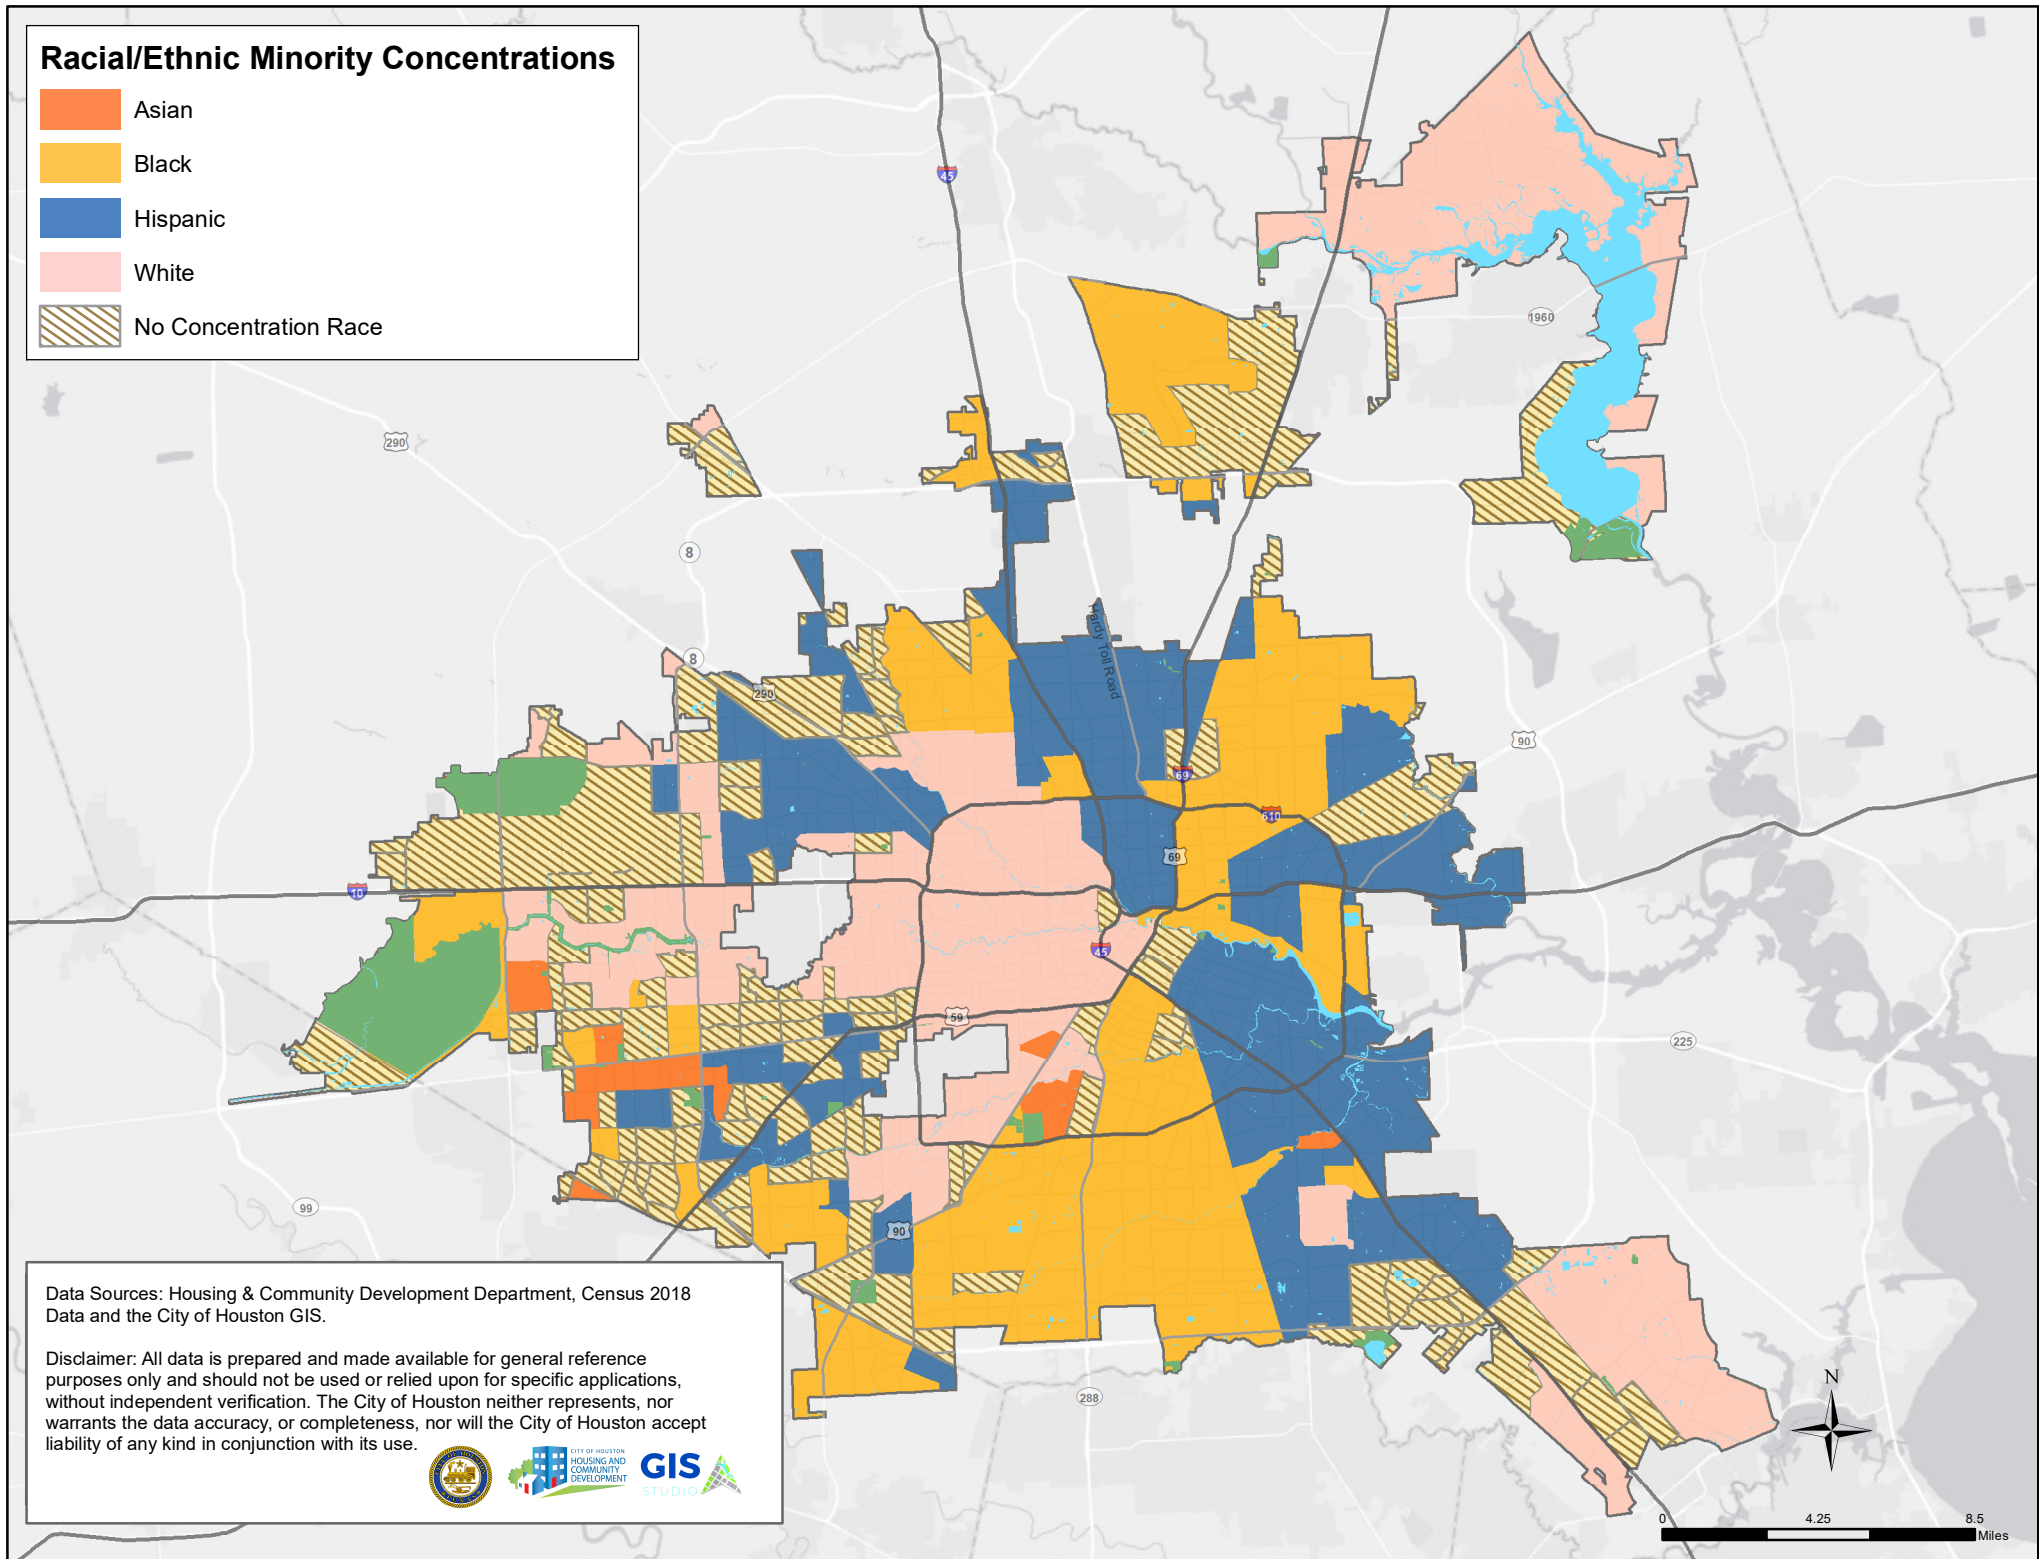 Racial/Ethnic Minority Concentrations
Asian
Black
Hispanic
White
No Concentration Race
45
1960
290
8
Hardy Toll Road
8
290
90
69
610
69
10
45
59
225
99
90
288
Data Sources: Housing & Community Development Department, Census 2018
Data and the City of Houston GIS.
Disclaimer: All data is prepared and made available for general reference
purposes only and should not be used or relied upon for specific applications,
without independent verification. The City of Houston neither represents, nor
warrants the data accuracy, or completeness, nor will the City of Houston accept
liability of any kind in conjunction with its use.
CITY OF HOUSTON
HOUSING AND
COMMUNITY
DEVELOPMENT
GIS
STUDIO
N
0 4.25 8.5
Miles